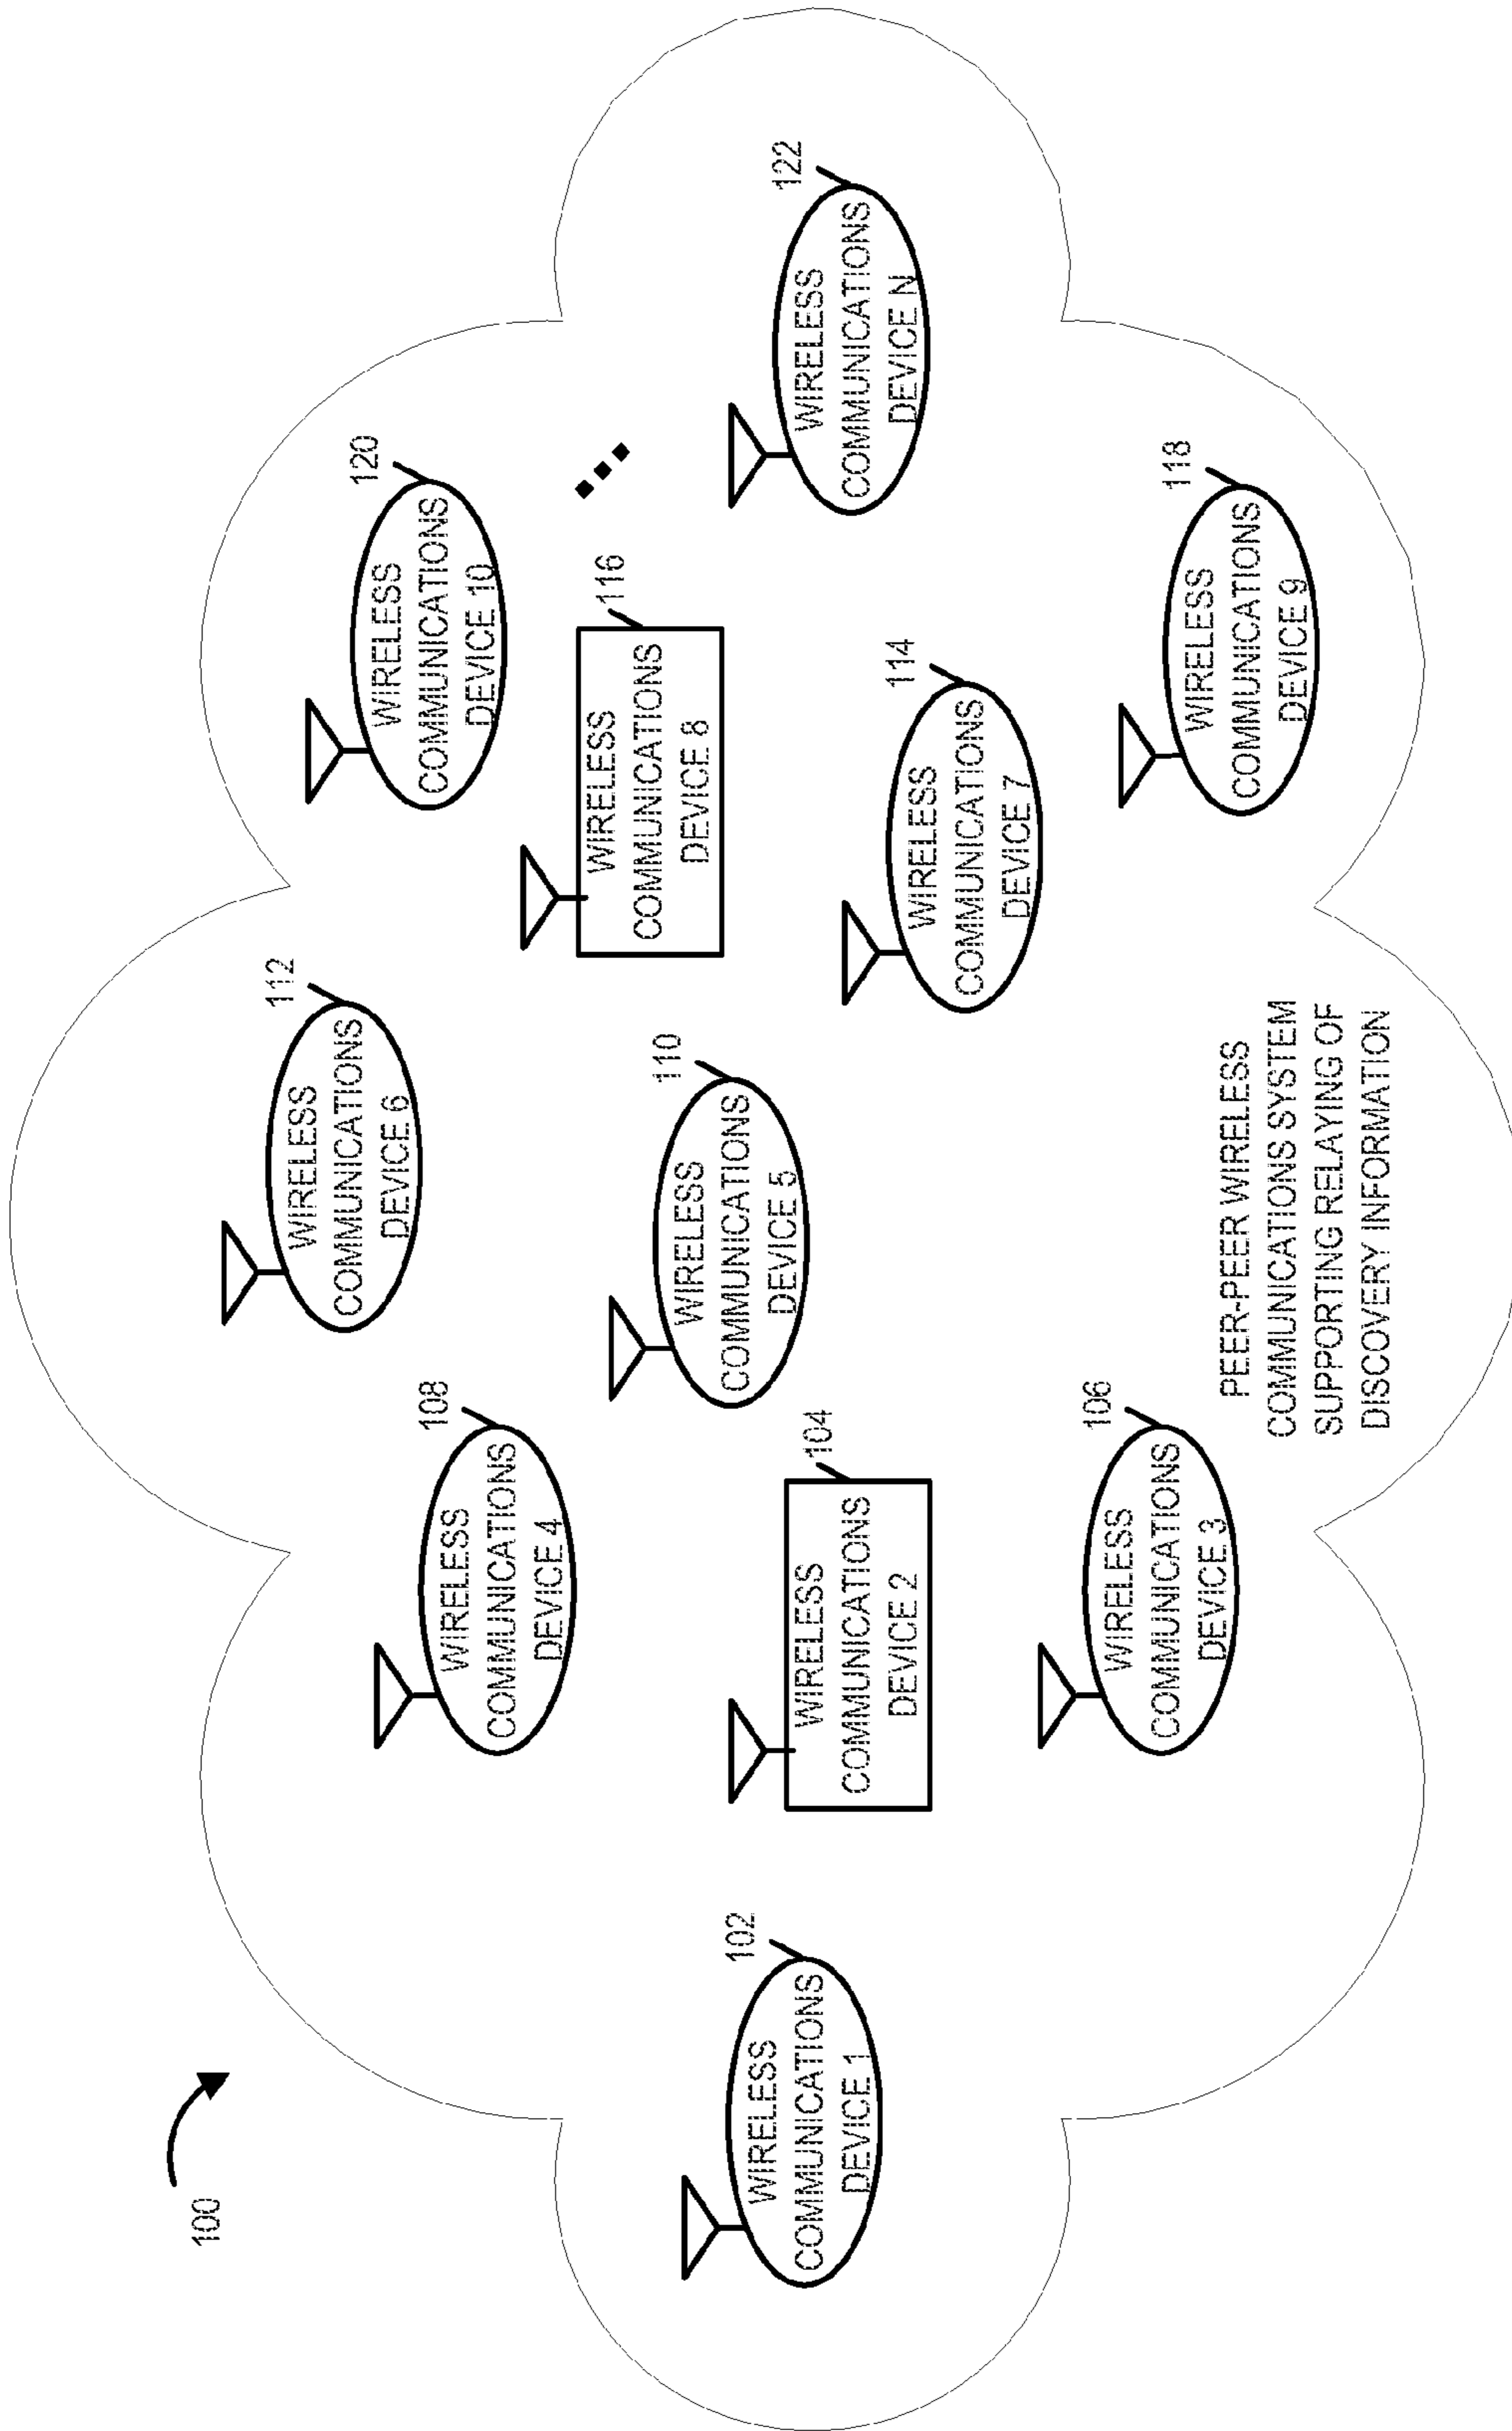 100
WIRELESS
COMMUNICATIONS
DEVICE 1
102
WIRELESS
COMMUNICATIONS
DEVICE 2
104
WIRELESS
COMMUNICATIONS
DEVICE 3
106
WIRELESS
COMMUNICATIONS
DEVICE 4
108
WIRELESS
COMMUNICATIONS
DEVICE 5
110
WIRELESS
COMMUNICATIONS
DEVICE 6
112
WIRELESS
COMMUNICATIONS
DEVICE 7
114
WIRELESS
COMMUNICATIONS
DEVICE 8
116
WIRELESS
COMMUNICATIONS
DEVICE 9
118
WIRELESS
COMMUNICATIONS
DEVICE 10
120
WIRELESS
COMMUNICATIONS
DEVICE N
122
PEER-PEER WIRELESS
COMMUNICATIONS SYSTEM
SUPPORTING RELAYING OF
DISCOVERY INFORMATION